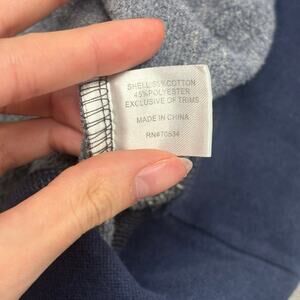 SHELL:55%COTTON
45%POLYESTER
EXCLUSIVE OF TRIMS
MADE IN CHINA
RN#70534